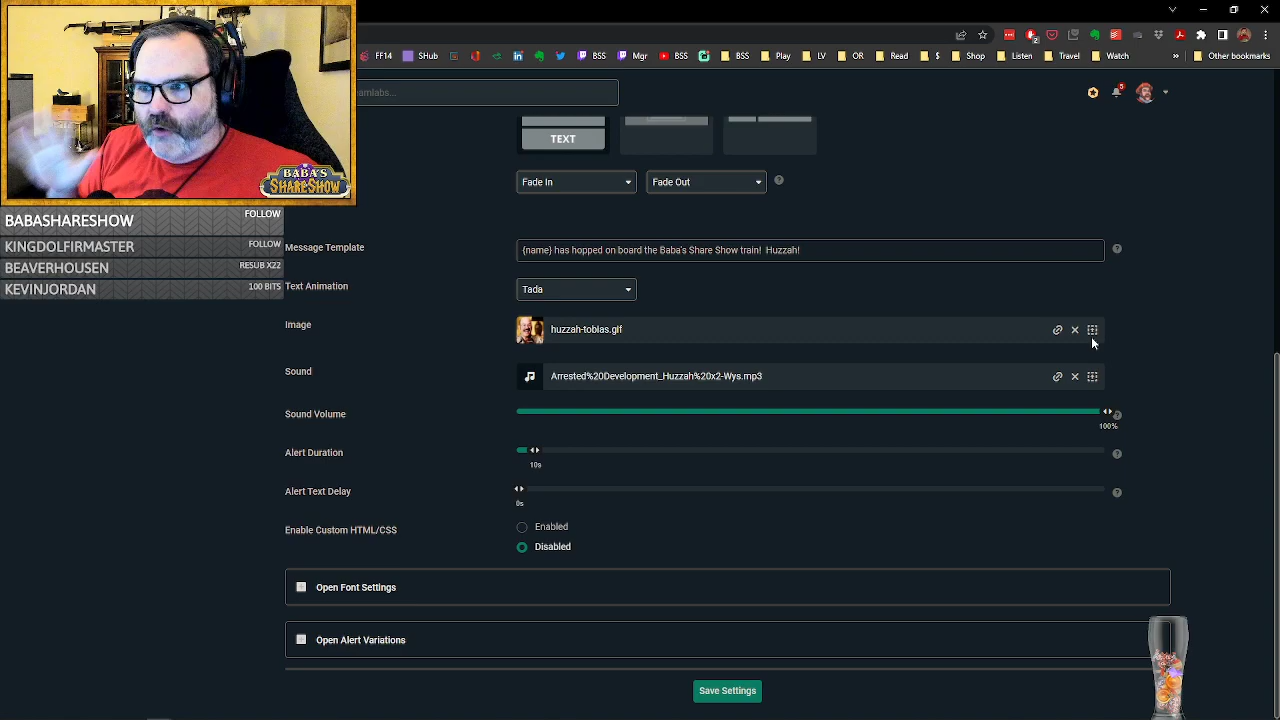 FF14 SHub BSS Mgr BSS BSS Play LV OR Read $ Shop Listen Travel Watch » Other bookmarks
eamlabs...
5
TEXT
BABA'S
SHARESHOW
Fade In Fade Out ?
BABASHARESHOW FOLLOW
KINGDOLFIRMASTER FOLLOW
BEAVERHOUSEN RESUB X22
KEVINJORDAN 100 BITS
Message Template {name} has hopped on board the Baba's Share Show train! Huzzah! ?
Text Animation Tada
Image huzzah-tobias.gif
Sound Arrested%20Development_Huzzah%20x2-Wys.mp3
Sound Volume ?
100%
Alert Duration ?
10s
Alert Text Delay ?
0s
Enable Custom HTML/CSS Enabled
Disabled
Open Font Settings
Open Alert Variations
Save Settings